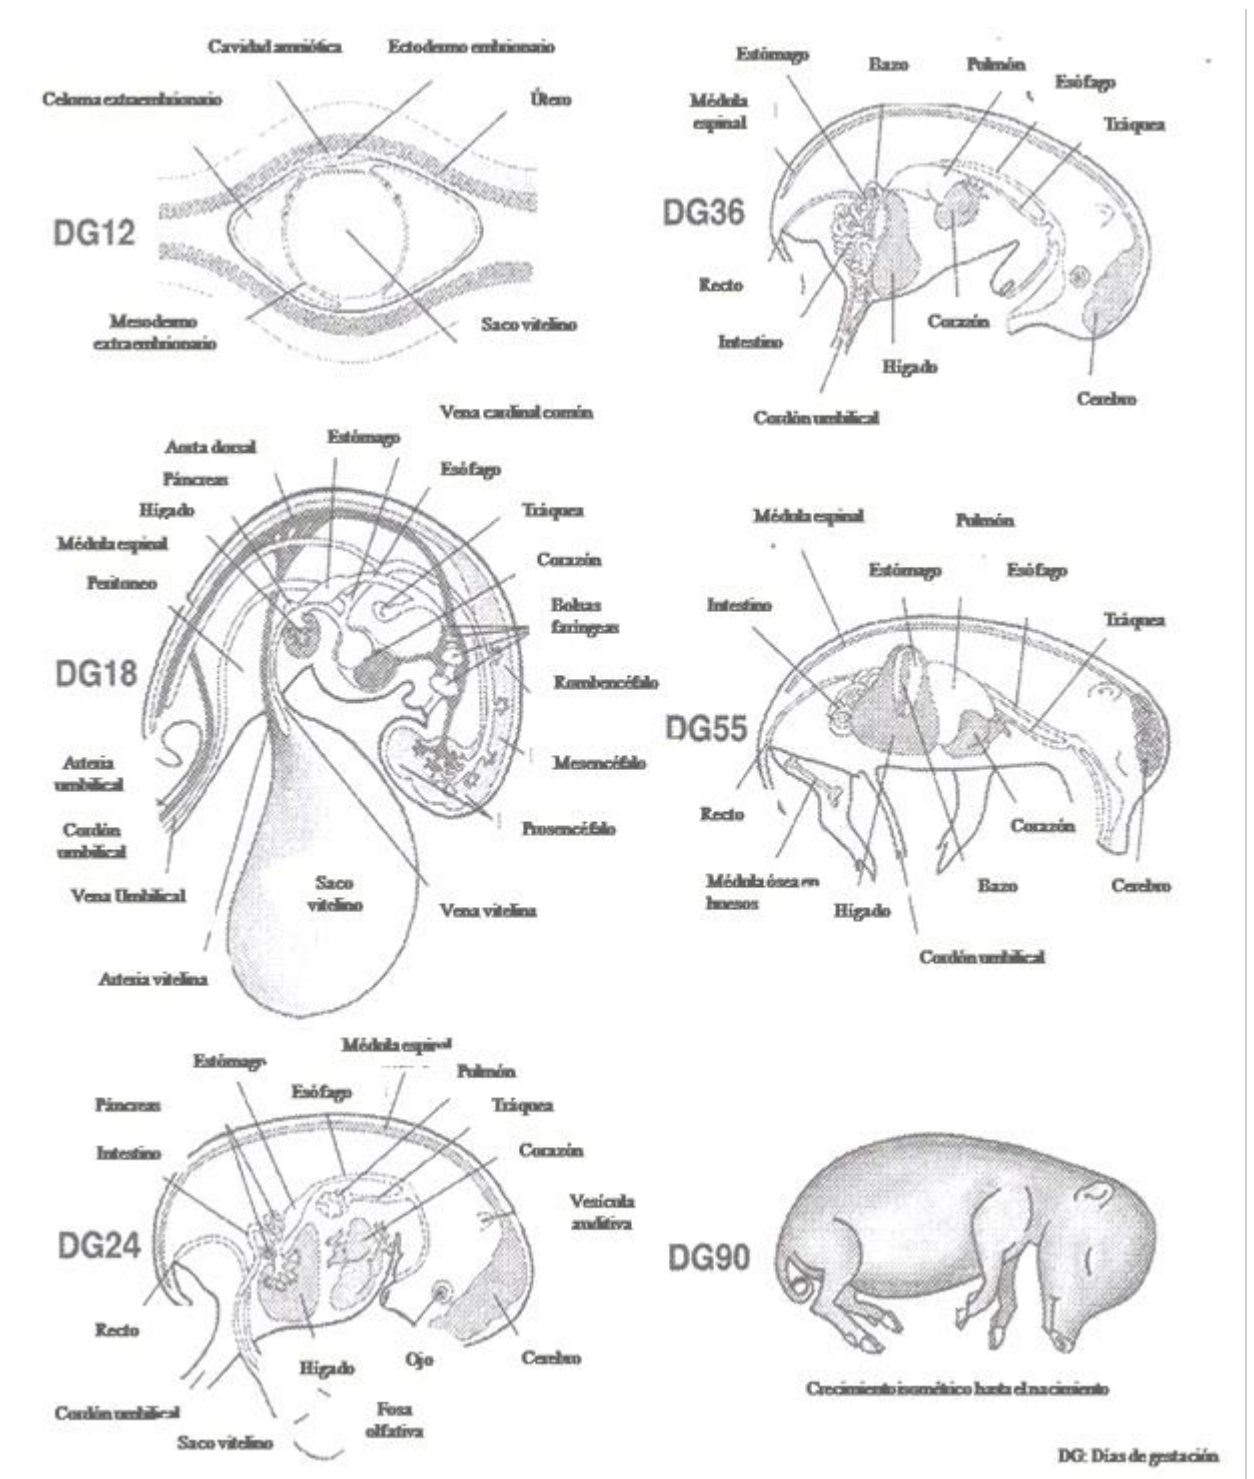 Cavidad amniótica
Ectodermo embrionario
Celoma extraembrionario
Útero
DG12
Mesodermo
extraembrionario
Saco vitelino
Estómago
Bazo
Pulmón
Esófago
Médula
espinal
Tráquea
DG36
Recto
Intestino
Corazón
Hígado
Cordón umbilical
Cerebro
Vena cardinal común
Estómago
Aorta dorsal
Esófago
Páncreas
Hígado
Tráquea
Médula espinal
Corazón
Peritoneo
Bolsas
faríngeas
DG18
Rombencéfalo
Arteria
umbilical
Mesencéfalo
Cordón
umbilical
Prosencéfalo
Vena Umbilical
Saco
vitelino
Vena vitelina
Arteria vitelina
Médula espinal
Pulmón
Estómago
Esófago
Intestino
Tráquea
DG55
Recto
Corazón
Médula ósea en
huesos
Bazo
Cerebro
Hígado
Cordón umbilical
Médula espinal
Estómago
Pulmón
Esófago
Páncreas
Tráquea
Intestino
Corazón
Vesícula
auditiva
DG24
Recto
Hígado
Ojo
Cerebro
Cordón umbilical
Fosa
olfativa
Saco vitelino
DG90
Crecimiento isométrico hasta el nacimiento
DG: Días de gestación